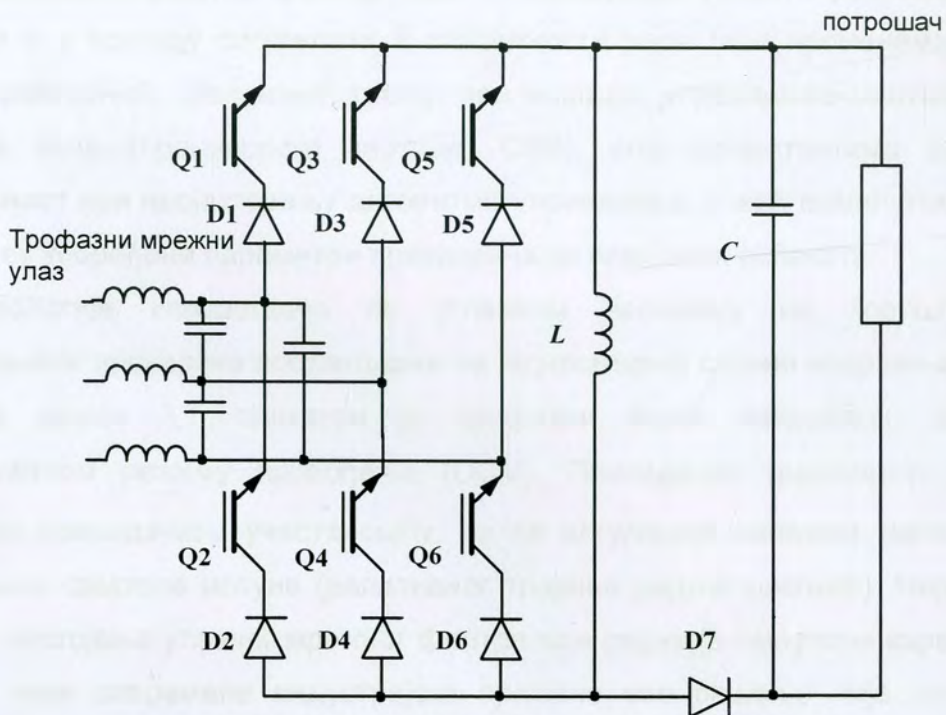 потрошач
Q1
Q3
Q5
D1
D3
D5
C
Трофазни мрежни
улаз
L
Q2
Q4
Q6
D2
D4
D6
D7